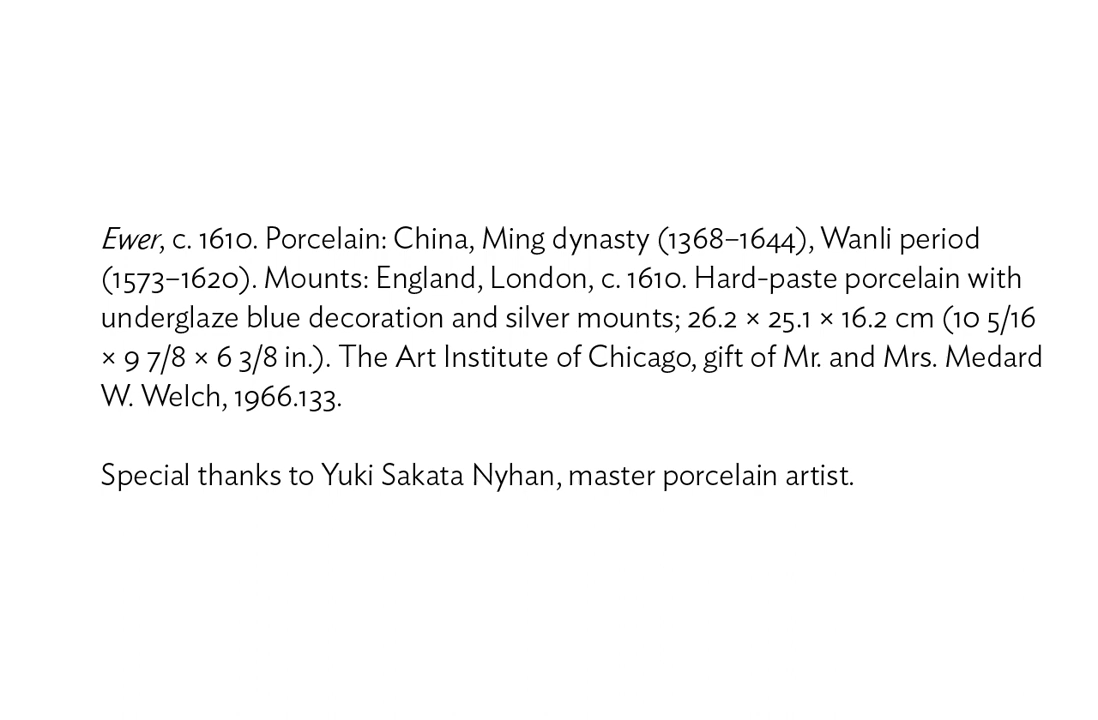 Ewer, c. 1610. Porcelain: China, Ming dynasty (1368–1644), Wanli period
(1573–1620). Mounts: England, London, c. 1610. Hard-paste porcelain with
underglaze blue decoration and silver mounts; 26.2 × 25.1 × 16.2 cm (10 5/16
× 9 7/8 × 6 3/8 in.). The Art Institute of Chicago, gift of Mr. and Mrs. Medard
W. Welch, 1966.133.
Special thanks to Yuki Sakata Nyhan, master porcelain artist.